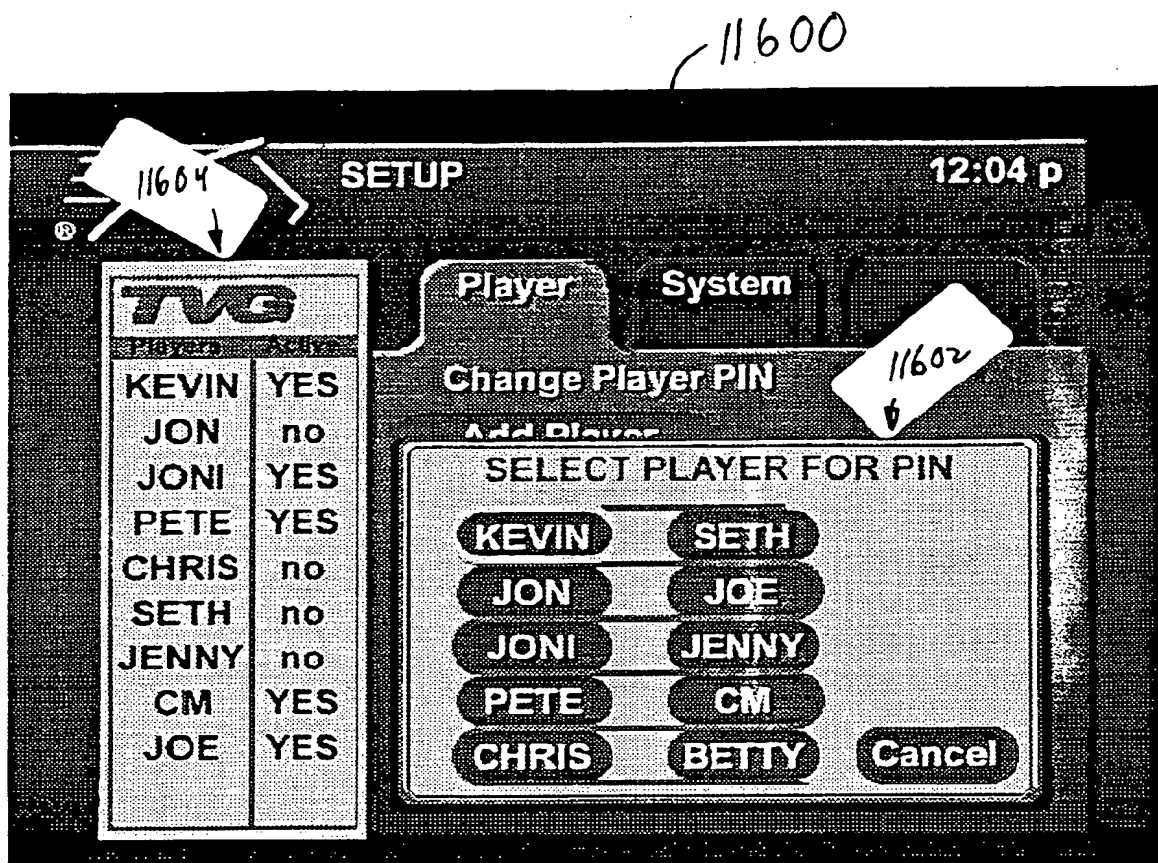 11600
11604
SETUP
12:04 p
®
TVG
Players Active
KEVIN YES
JON no
JONI YES
PETE YES
CHRIS no
SETH no
JENNY no
CM YES
JOE YES
Player
System
11602
Change Player PIN
Add Player
SELECT PLAYER FOR PIN
KEVIN SETH
JON JOE
JONI JENNY
PETE CM
CHRIS BETTY
Cancel